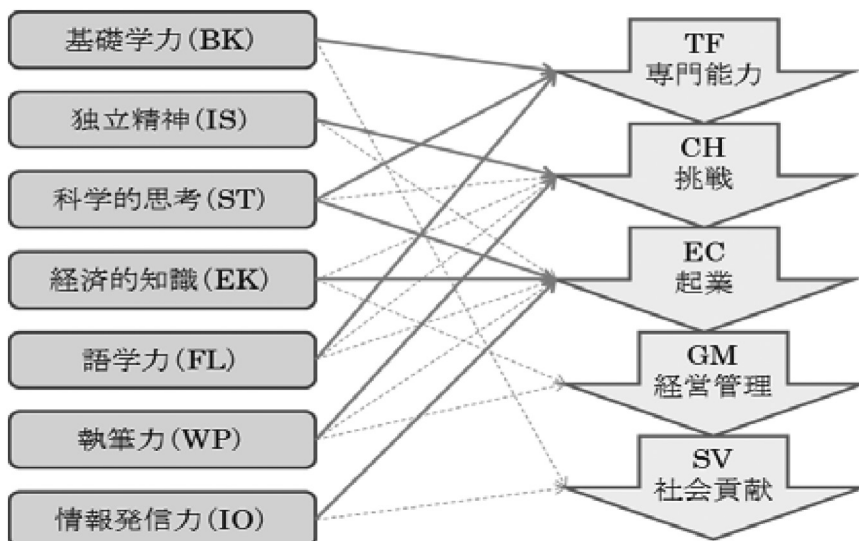 基礎学力(BK)
独立精神(IS)
科学的思考(ST)
経済的知識(EK)
語学力(FL)
執筆力(WP)
情報発信力(IO)
TF
専門能力
CH
挑戦
EC
起業
GM
経営管理
SV
社会貢献